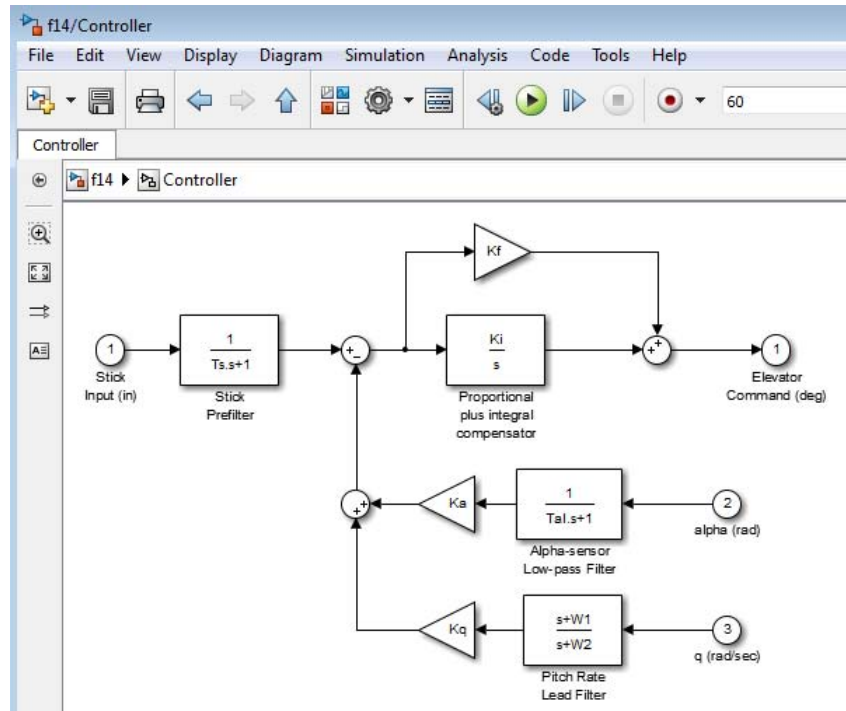 f14/Controller
File Edit View Display Diagram Simulation Analysis Code Tools Help
60
Controller
f14 Controller
Kf
1
Ts.s+1
Ki
s
1
1
Stick
Input (in)
Stick
Prefilter
Proportional
plus integral
compensator
Elevator
Command (deg)
Ka
1
Tal.s+1
2
alpha (rad)
Alpha-sensor
Low-pass Filter
Kq
s+W1
s+W2
3
q (rad/sec)
Pitch Rate
Lead Filter